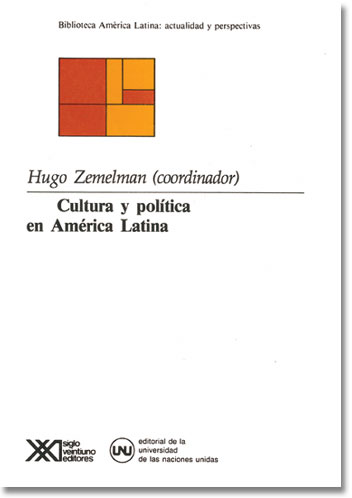 Biblioteca América Latina: actualidad y perspectivas
Hugo Zemelman (coordinador)
Cultura y política
en América Latina
siglo
veintiuno
editores
UNU
editorial de la
universidad
de las naciones unidas